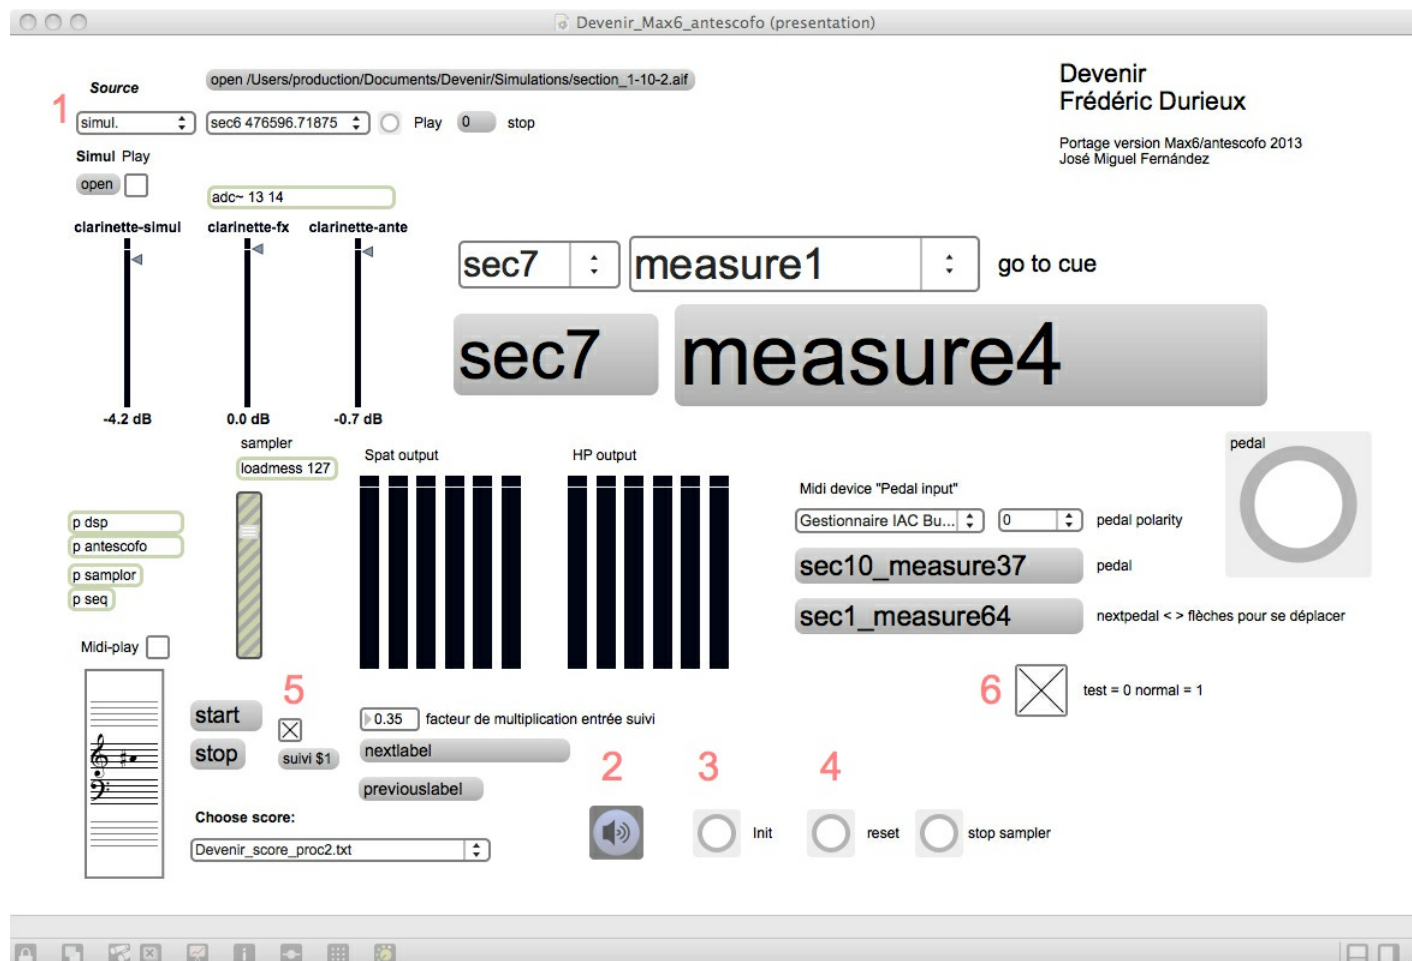 Devenir_Max6_antescofo (presentation)
Source
open /Users/production/Documents/Devenir/Simulations/section_1-10-2.aif
Devenir
Frédéric Durieux
1
simul.
sec6 476596.71875
Play
0
stop
Portage version Max6/antescofo 2013
José Miguel Fernández
Simul Play
open
adc~ 13 14
clarinette-simul
clarinette-fx
clarinette-ante
sec7
measure1
go to cue
sec7
measure4
-4.2 dB
0.0 dB
-0.7 dB
sampler
loadmess 127
Spat output
HP output
pedal
Midi device "Pedal input"
Gestionnaire IAC Bu...
0
pedal polarity
p dsp
p antescofo
p samplor
p seq
sec10_measure37
pedal
sec1_measure64
nextpedal < > flèches pour se déplacer
Midi-play
5
6
test = 0 normal = 1
start
stop
suivi $1
0.35
facteur de multiplication entrée suivi
nextlabel
previouslabel
2
3
4
Choose score:
Devenir_score_proc2.txt
Init
reset
stop sampler